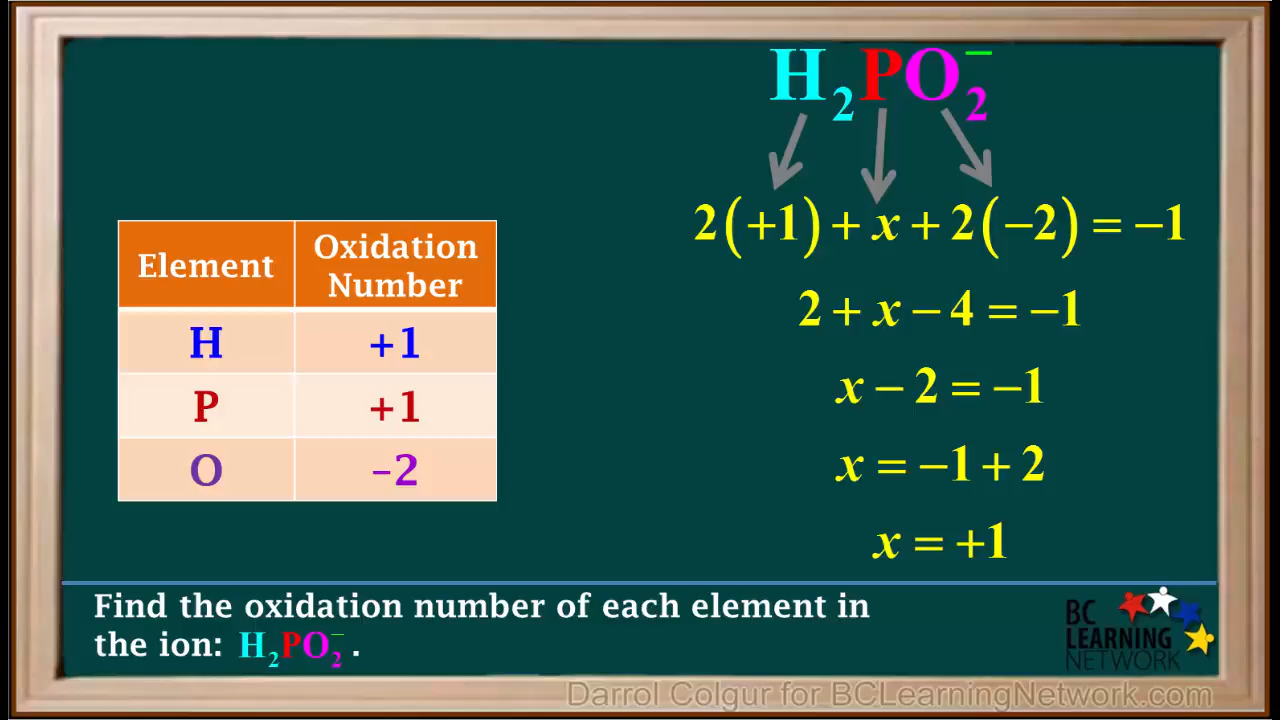 H₂PO₂⁻
2(+1) + x + 2(−2) = −1
2 + x − 4 = −1
x − 2 = −1
x = −1 + 2
x = +1
Element Oxidation Number
H +1
P +1
O −2
Find the oxidation number of each element in
the ion: H₂PO₂⁻ .
BC
LEARNING
NETWORK
Darrol Colgur for BCLearningNetwork.com